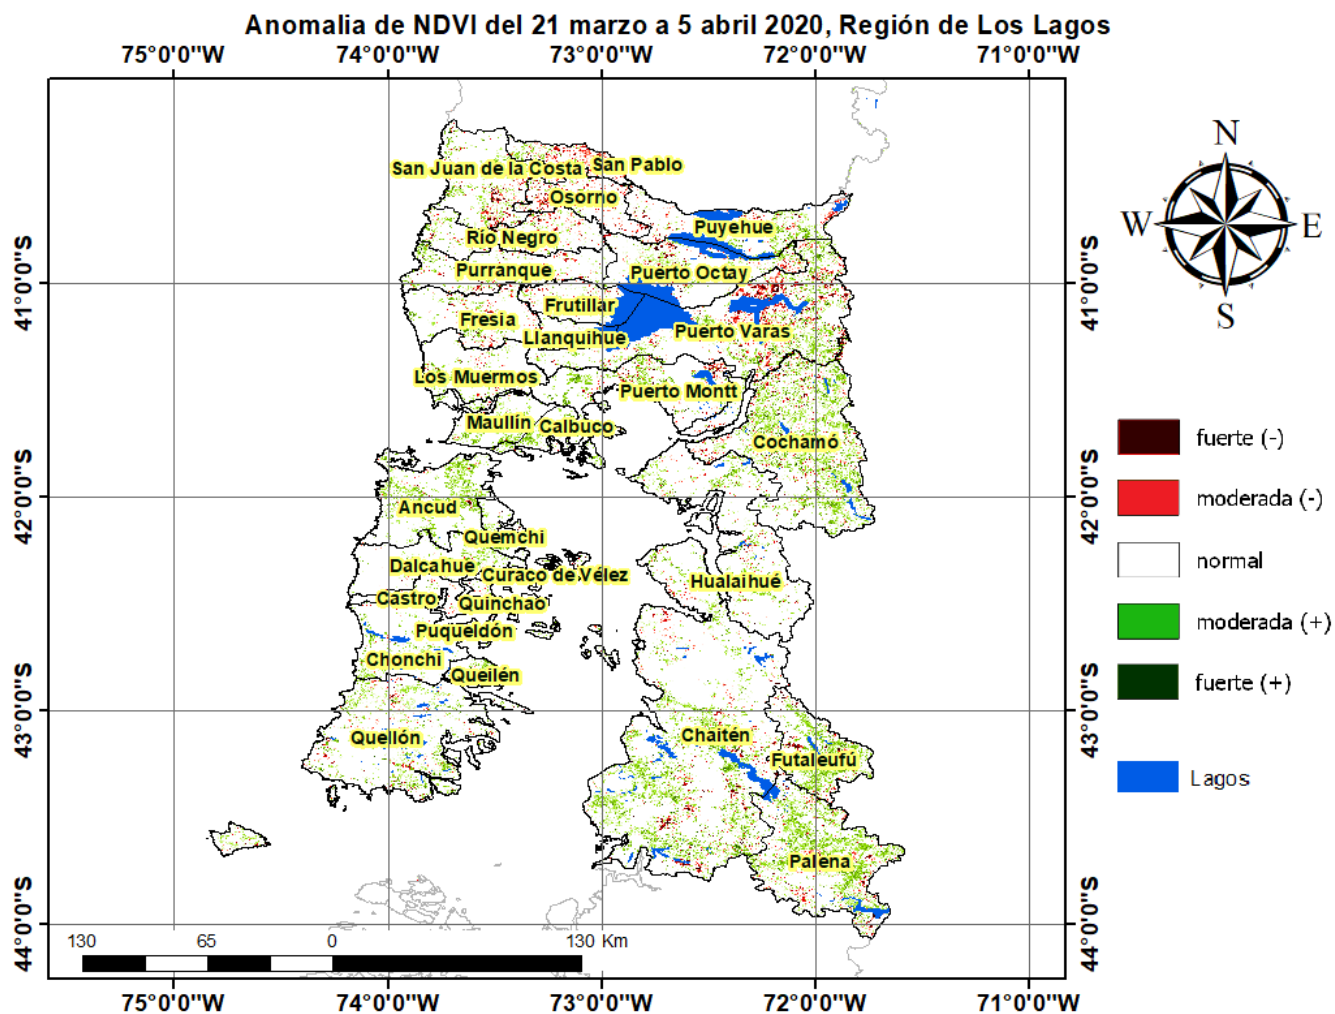 Anomalia de NDVI del 21 marzo a 5 abril 2020, Región de Los Lagos
75°0'0"W 74°0'0"W 73°0'0"W 72°0'0"W 71°0'0"W
N
W E
S
San Juan de la Costa
San Pablo
Osorno
Puyehue
Río Negro
Purranque
Puerto Octay
41°0'0"S
41°0'0"S
Frutillar
Fresia
Puerto Varas
Llanquihue
Los Muermos
Puerto Montt
Maullín
Calbuco
Cochamó
42°0'0"S
42°0'0"S
Ancud
Quemchi
Dalcahue
Curaco de Vélez
Hualaihué
Castro
Quinchao
Puqueldón
Chonchi
Queilén
43°0'0"S
43°0'0"S
Quellón
Chaitén
Futaleufú
Palena
44°0'0"S
44°0'0"S
fuerte (-)
moderada (-)
normal
moderada (+)
fuerte (+)
Lagos
130 65 0 130 Km
75°0'0"W 74°0'0"W 73°0'0"W 72°0'0"W 71°0'0"W